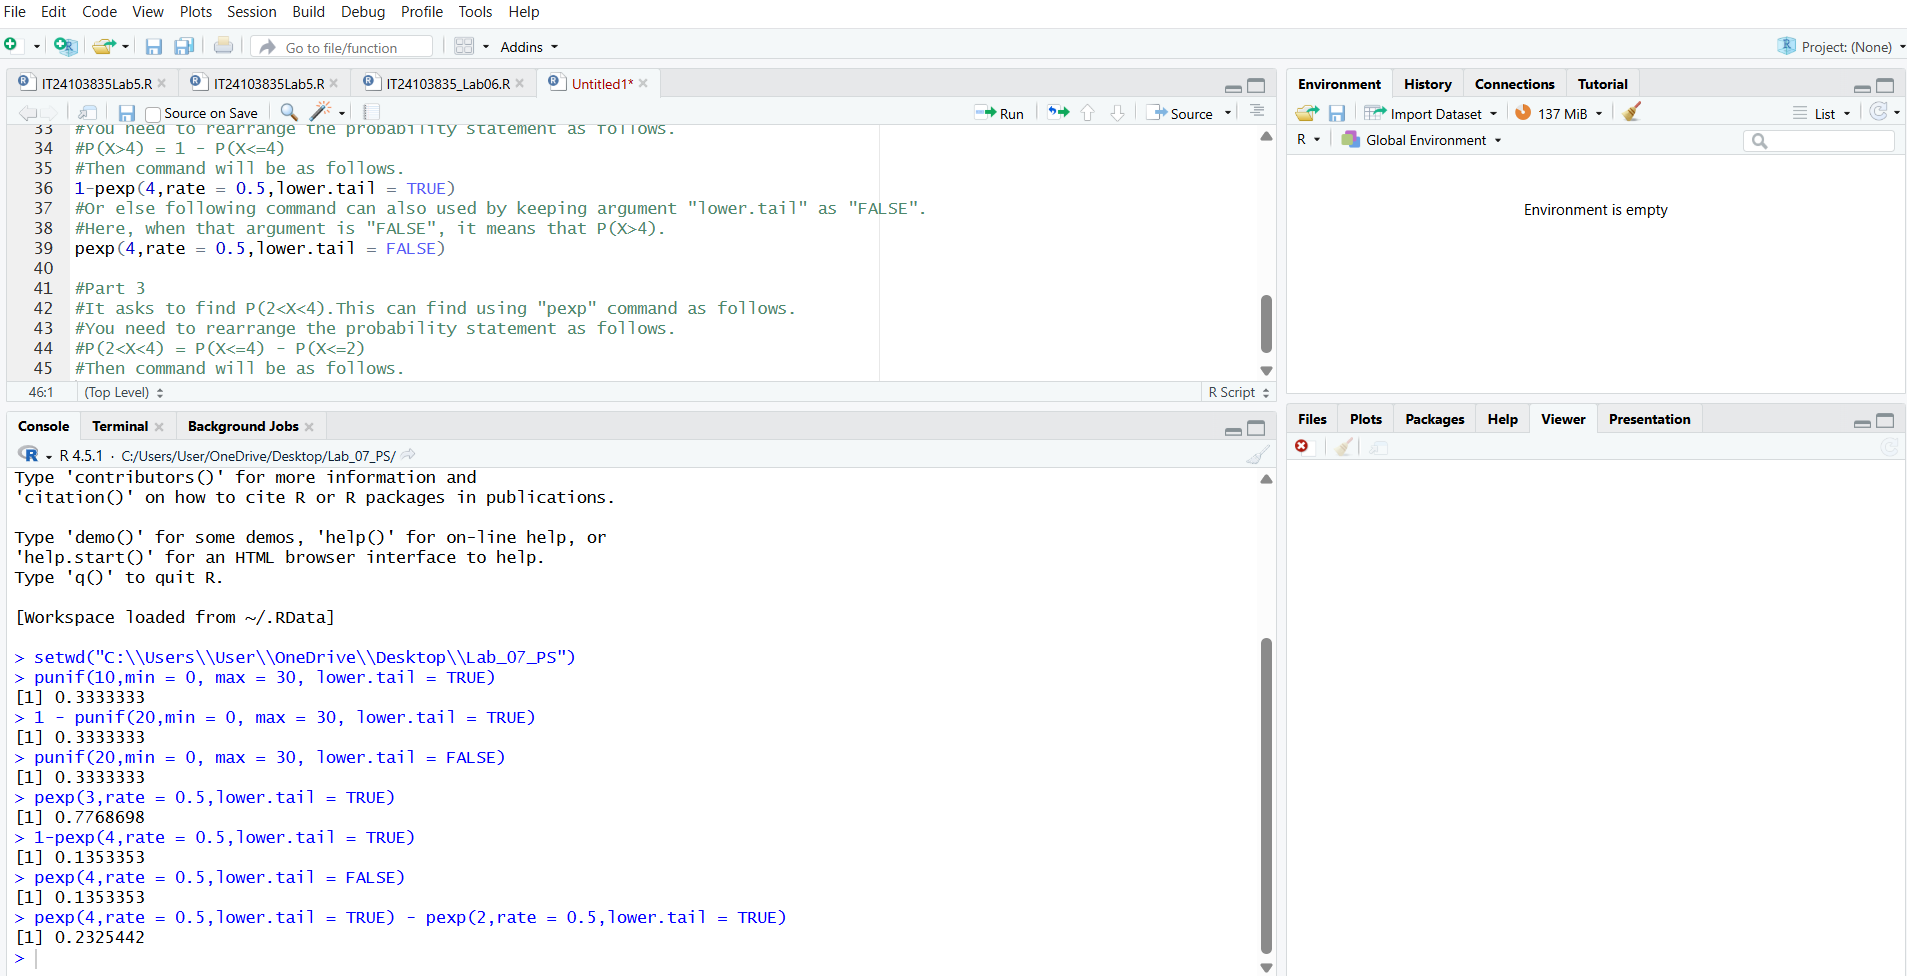 File Edit Code View Plots Session Build Debug Profile Tools Help
Go to file/function Addins Project: (None)
IT24103835Lab5.R IT24103835Lab5.R IT24103835_Lab06.R Untitled1*
Source on Save Run Source
33 #You need to rearrange the probability statement as follows.
34 #P(X>4) = 1 - P(X<=4)
35 #Then command will be as follows.
36 1-pexp(4,rate = 0.5,lower.tail = TRUE)
37 #Or else following command can also used by keeping argument "lower.tail" as "FALSE".
38 #Here, when that argument is "FALSE", it means that P(X>4).
39 pexp(4,rate = 0.5,lower.tail = FALSE)
40
41 #Part 3
42 #It asks to find P(2<X<4).This can find using "pexp" command as follows.
43 #You need to rearrange the probability statement as follows.
44 #P(2<X<4) = P(X<=4) - P(X<=2)
45 #Then command will be as follows.
46:1 (Top Level) R Script
Console Terminal Background Jobs
R 4.5.1 · C:/Users/User/OneDrive/Desktop/Lab_07_PS/
Type 'contributors()' for more information and
'citation()' on how to cite R or R packages in publications.
Type 'demo()' for some demos, 'help()' for on-line help, or
'help.start()' for an HTML browser interface to help.
Type 'q()' to quit R.
[Workspace loaded from ~/.RData]
> setwd("C:\\Users\\User\\OneDrive\\Desktop\\Lab_07_PS")
> punif(10,min = 0, max = 30, lower.tail = TRUE)
[1] 0.3333333
> 1 - punif(20,min = 0, max = 30, lower.tail = TRUE)
[1] 0.3333333
> punif(20,min = 0, max = 30, lower.tail = FALSE)
[1] 0.3333333
> pexp(3,rate = 0.5,lower.tail = TRUE)
[1] 0.7768698
> 1-pexp(4,rate = 0.5,lower.tail = TRUE)
[1] 0.1353353
> pexp(4,rate = 0.5,lower.tail = FALSE)
[1] 0.1353353
> pexp(4,rate = 0.5,lower.tail = TRUE) - pexp(2,rate = 0.5,lower.tail = TRUE)
[1] 0.2325442
>
Environment History Connections Tutorial
Import Dataset 137 MiB List
R Global Environment
Environment is empty
Files Plots Packages Help Viewer Presentation